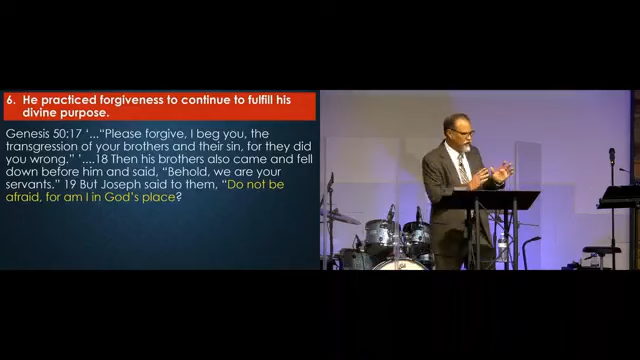 6. He practiced forgiveness to continue to fulfill his
divine purpose.
Genesis 50:17 ‘...“Please forgive, I beg you, the
transgression of your brothers and their sin, for they did
you wrong.” ’....18 Then his brothers also came and fell
down before him and said, “Behold, we are your
servants.” 19 But Joseph said to them, “Do not be
afraid, for am I in God’s place?